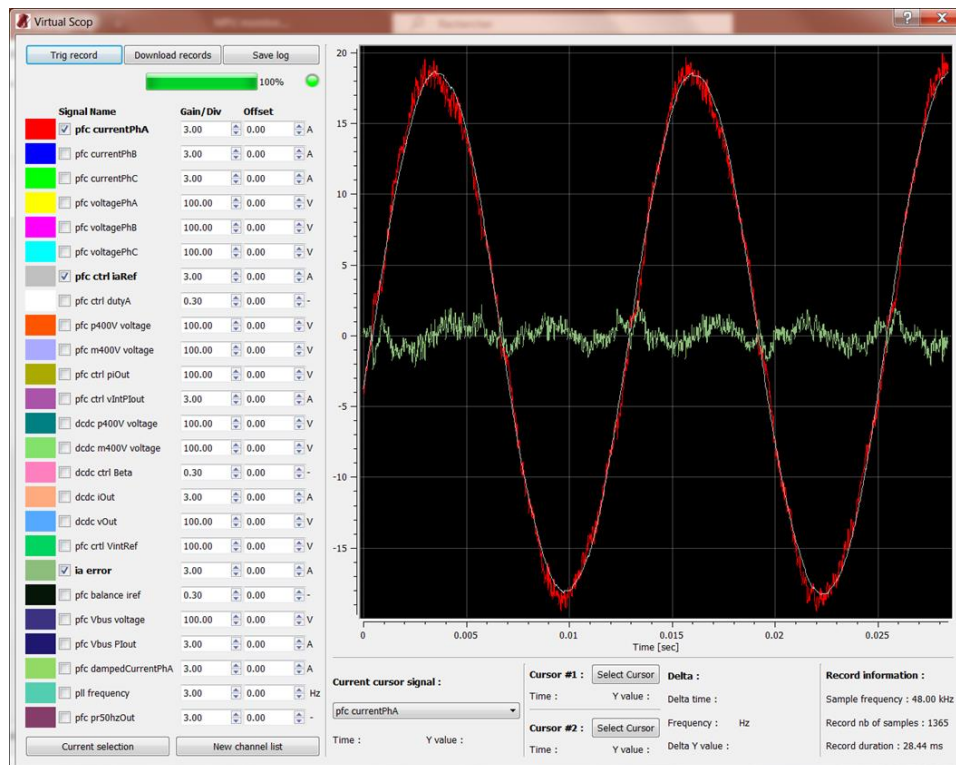 Virtual Scop
Trig record Download records Save log
100%
Signal Name Gain/Div Offset
pfc currentPhA 3.00 0.00 A
pfc currentPhB 3.00 0.00 A
pfc currentPhC 3.00 0.00 A
pfc voltagePhA 100.00 0.00 V
pfc voltagePhB 100.00 0.00 V
pfc voltagePhC 100.00 0.00 V
pfc ctrl iaRef 3.00 0.00 A
pfc ctrl dutyA 0.30 0.00 -
pfc p400V voltage 100.00 0.00 V
pfc m400V voltage 100.00 0.00 V
pfc ctrl piOut 100.00 0.00 V
pfc ctrl vIntPIout 3.00 0.00 A
dcdc p400V voltage 100.00 0.00 V
dcdc m400V voltage 100.00 0.00 V
dcdc ctrl Beta 0.30 0.00 -
dcdc iOut 3.00 0.00 A
dcdc vOut 100.00 0.00 V
pfc crtl VintRef 100.00 0.00 V
ia error 3.00 0.00 A
pfc balance iref 0.30 0.00 -
pfc Vbus voltage 100.00 0.00 V
pfc Vbus PIout 3.00 0.00 A
pfc dampedCurrentPhA 3.00 0.00 A
pll frequency 3.00 0.00 Hz
pfc pr50hzOut 3.00 0.00 -
Current selection New channel list
20
15
10
5
0
-5
-10
-15
0 0.005 0.01 0.015 0.02 0.025
Time [sec]
Current cursor signal :
pfc currentPhA
Time : Y value :
Cursor #1 : Select Cursor
Time : Y value :
Cursor #2 : Select Cursor
Time : Y value :
Delta :
Delta time :
Frequency : Hz
Delta Y value :
Record information :
Sample frequency : 48.00 kHz
Record nb of samples : 1365
Record duration : 28.44 ms